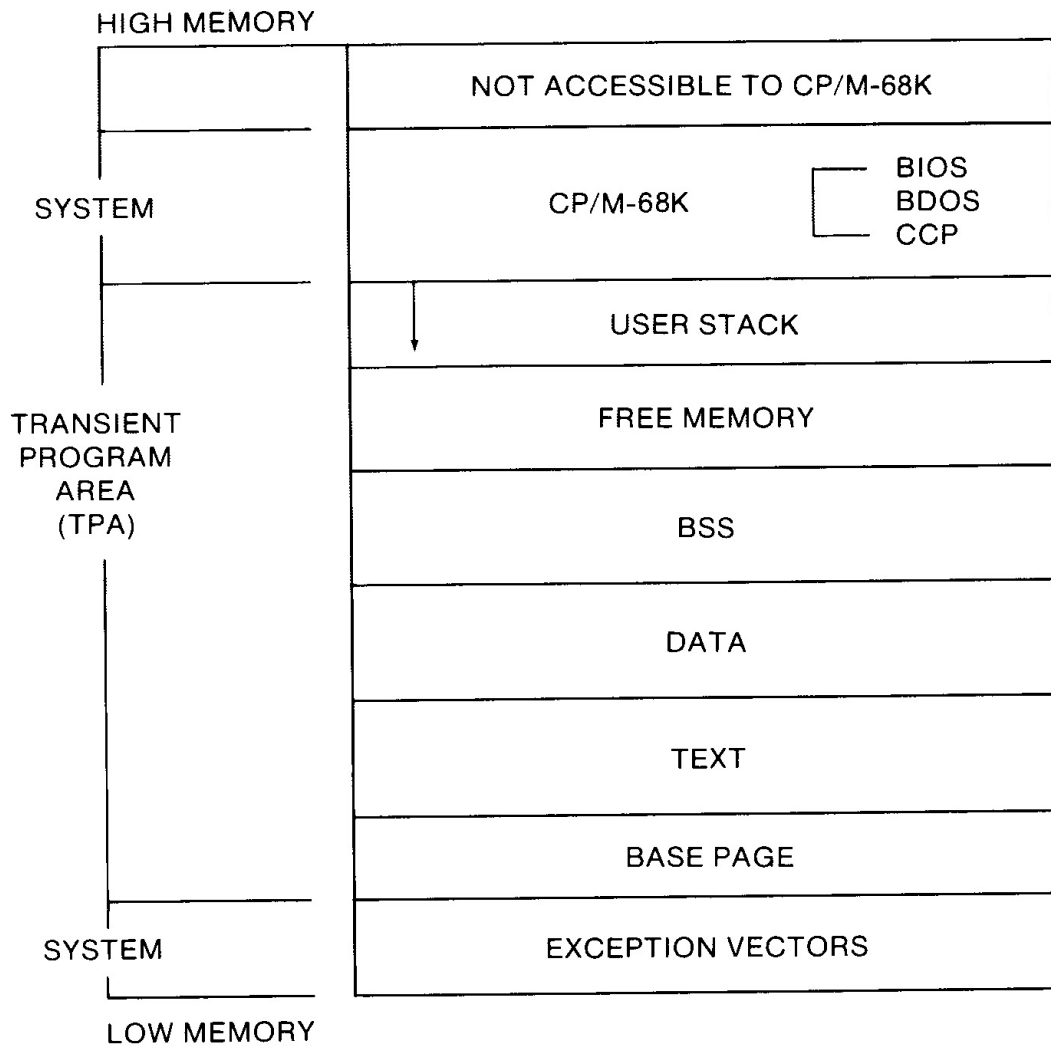 HIGH MEMORY
NOT ACCESSIBLE TO CP/M-68K
SYSTEM
CP/M-68K
BIOS
BDOS
CCP
USER STACK
TRANSIENT
PROGRAM
AREA
(TPA)
FREE MEMORY
BSS
DATA
TEXT
BASE PAGE
SYSTEM
EXCEPTION VECTORS
LOW MEMORY